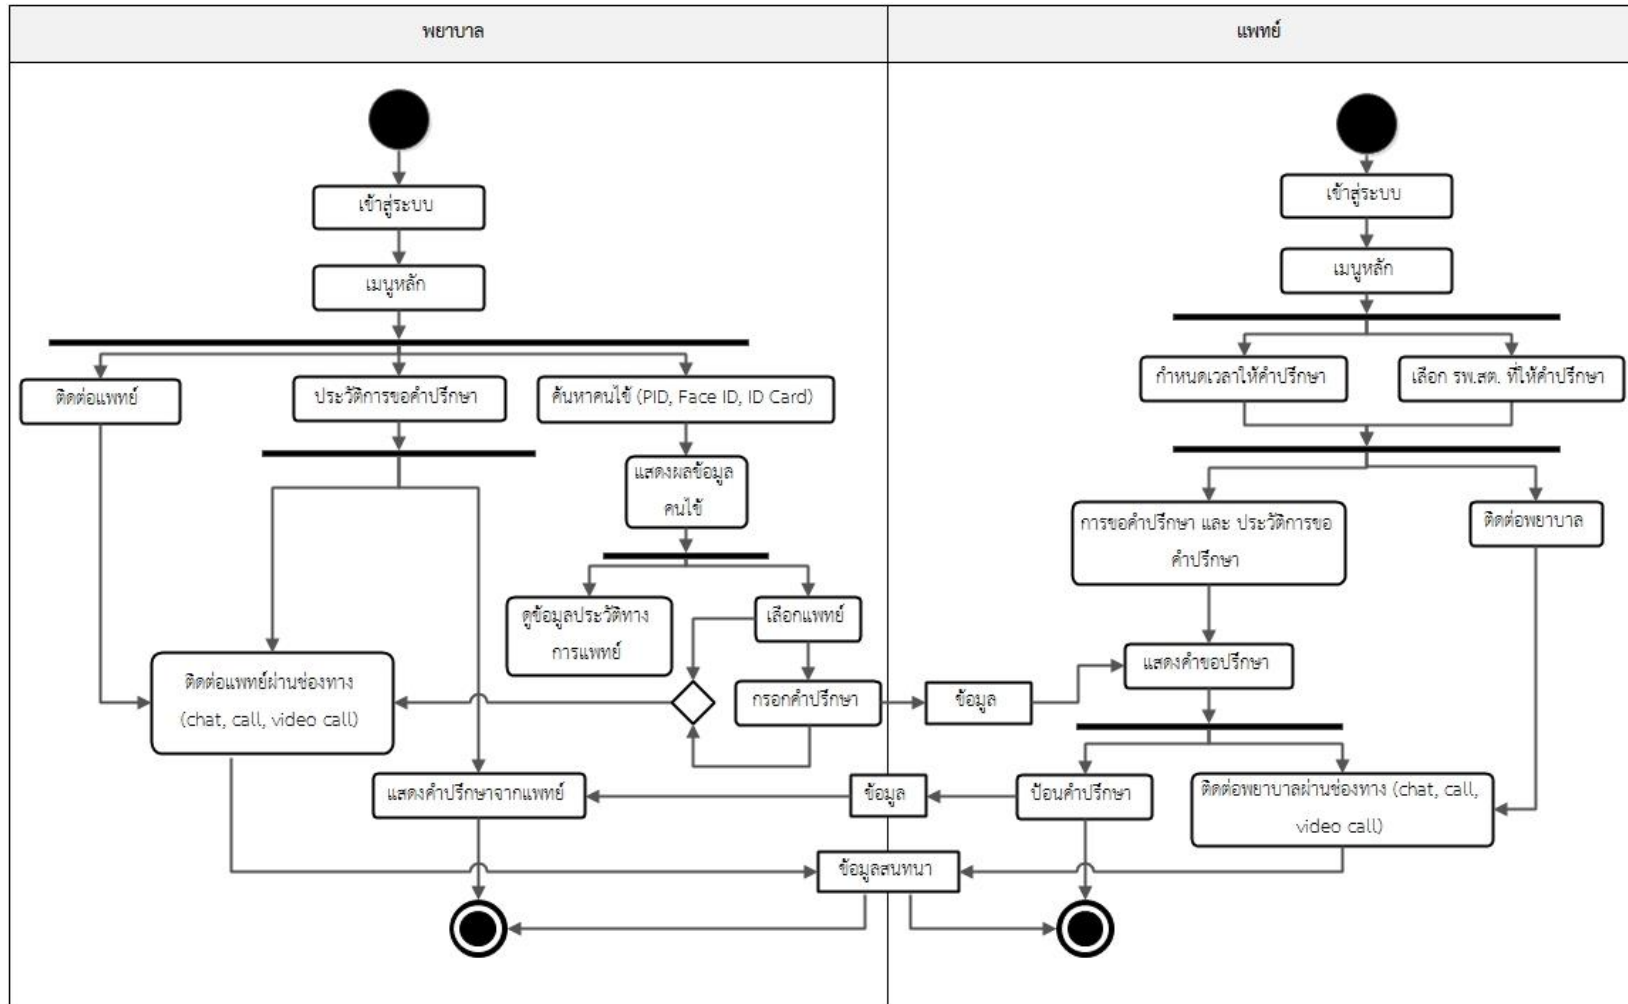 พยาบาล
แพทย์
เข้าสู่ระบบ
เมนูหลัก
ติดต่อแพทย์
ประวัติการขอคำปรึกษา
ค้นหาคนไข้ (PID, Face ID, ID Card)
แสดงผลข้อมูล
คนไข้
ดูข้อมูลประวัติทาง
การแพทย์
เลือกแพทย์
ติดต่อแพทย์ผ่านช่องทาง
(chat, call, video call)
กรอกคำปรึกษา
ข้อมูล
แสดงคำปรึกษาจากแพทย์
ข้อมูล
ข้อมูลสนทนา
เข้าสู่ระบบ
เมนูหลัก
กำหนดเวลาให้คำปรึกษา
เลือก รพ.สต. ที่ให้คำปรึกษา
การขอคำปรึกษา และ ประวัติการขอ
คำปรึกษา
ติดต่อพยาบาล
แสดงคำขอปรึกษา
ป้อนคำปรึกษา
ติดต่อพยาบาลผ่านช่องทาง (chat, call,
video call)